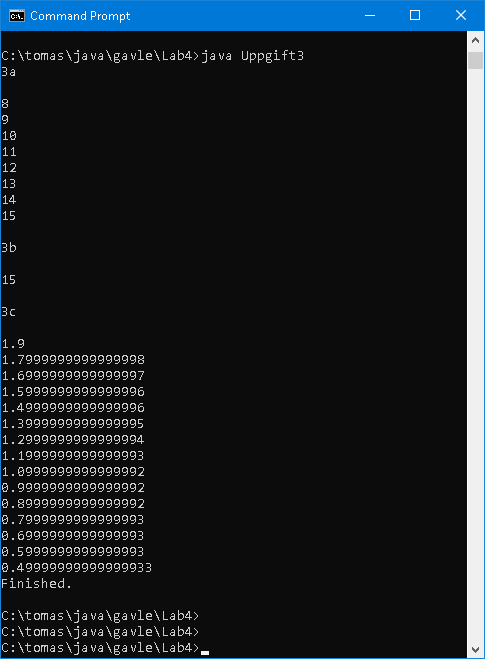 Command Prompt
C:\tomas\java\gavle\Lab4>java Uppgift3
3a
8
9
10
11
12
13
14
15
3b
15
3c
1.9
1.7999999999999998
1.6999999999999997
1.5999999999999996
1.4999999999999996
1.3999999999999995
1.2999999999999994
1.1999999999999993
1.0999999999999992
0.9999999999999992
0.8999999999999992
0.7999999999999993
0.6999999999999993
0.5999999999999993
0.49999999999999933
Finished.
C:\tomas\java\gavle\Lab4>
C:\tomas\java\gavle\Lab4>
C:\tomas\java\gavle\Lab4>